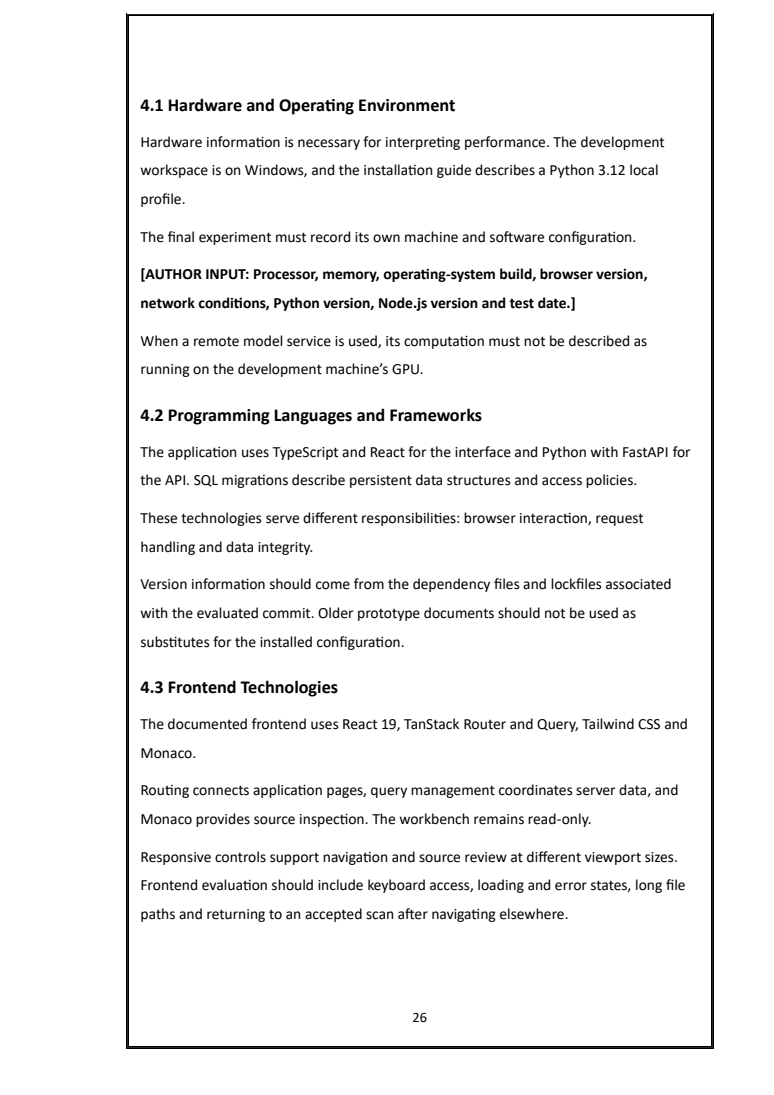 4.1 Hardware and Operating Environment
Hardware information is necessary for interpreting performance. The development
workspace is on Windows, and the installation guide describes a Python 3.12 local
profile.
The final experiment must record its own machine and software configuration.
[AUTHOR INPUT: Processor, memory, operating-system build, browser version,
network conditions, Python version, Node.js version and test date.]
When a remote model service is used, its computation must not be described as
running on the development machine’s GPU.
4.2 Programming Languages and Frameworks
The application uses TypeScript and React for the interface and Python with FastAPI for
the API. SQL migrations describe persistent data structures and access policies.
These technologies serve different responsibilities: browser interaction, request
handling and data integrity.
Version information should come from the dependency files and lockfiles associated
with the evaluated commit. Older prototype documents should not be used as
substitutes for the installed configuration.
4.3 Frontend Technologies
The documented frontend uses React 19, TanStack Router and Query, Tailwind CSS and
Monaco.
Routing connects application pages, query management coordinates server data, and
Monaco provides source inspection. The workbench remains read-only.
Responsive controls support navigation and source review at different viewport sizes.
Frontend evaluation should include keyboard access, loading and error states, long file
paths and returning to an accepted scan after navigating elsewhere.
26